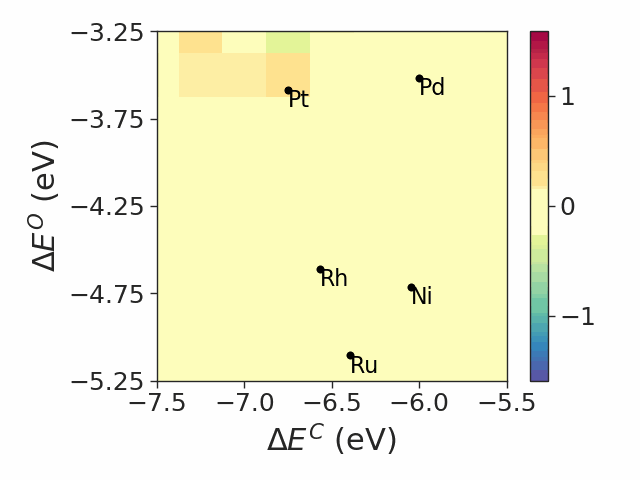 −3.25
−3.75
−4.25
−4.75
−5.25
ΔE^O (eV)
−7.5 −7.0 −6.5 −6.0 −5.5
ΔE^C (eV)
Pt
Pd
Rh
Ni
Ru
1
0
−1